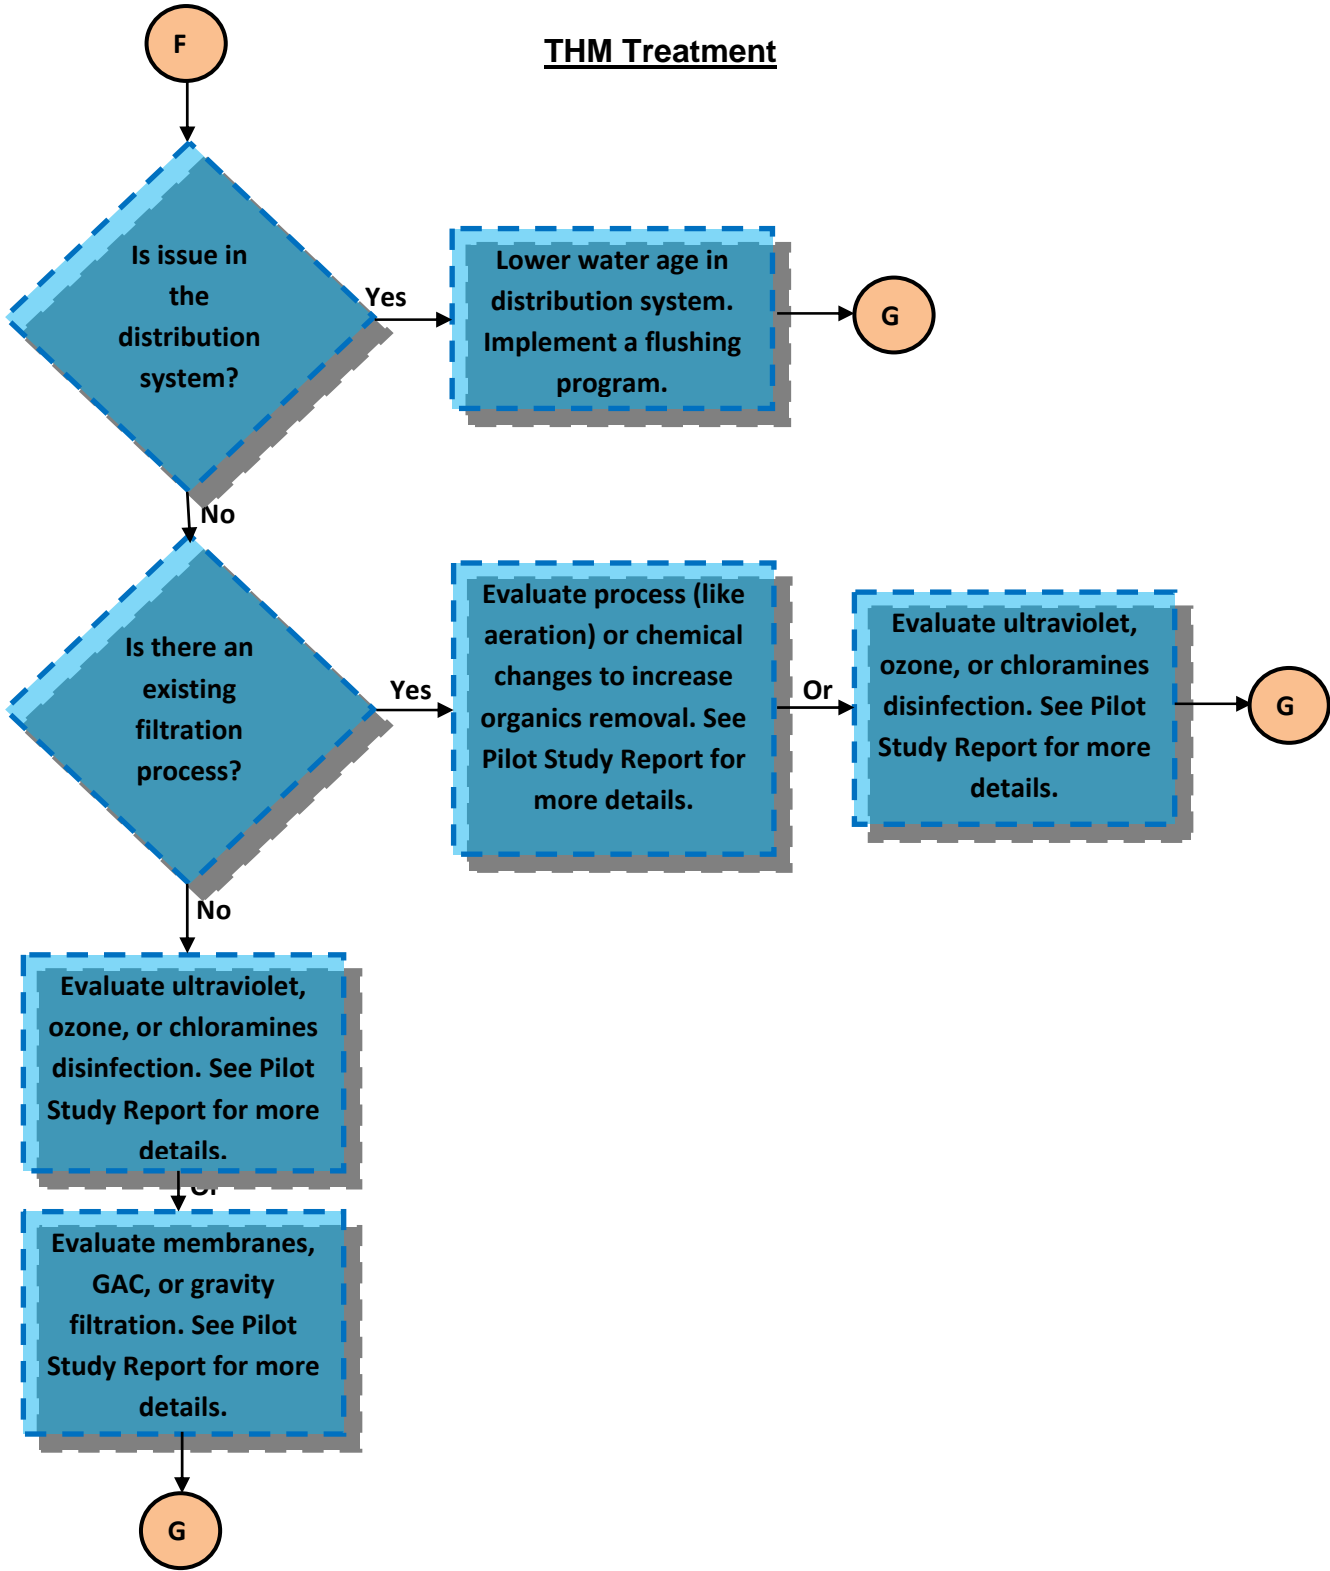 F
THM Treatment
Is issue in
the
distribution
system?
Yes
Lower water age in
distribution system.
Implement a flushing
program.
G
No
Is there an
existing
filtration
process?
Yes
Evaluate process (like
aeration) or chemical
changes to increase
organics removal. See
Pilot Study Report for
more details.
Or
Evaluate ultraviolet,
ozone, or chloramines
disinfection. See Pilot
Study Report for more
details.
G
No
Evaluate ultraviolet,
ozone, or chloramines
disinfection. See Pilot
Study Report for more
details.
Or
Evaluate membranes,
GAC, or gravity
filtration. See Pilot
Study Report for more
details.
G